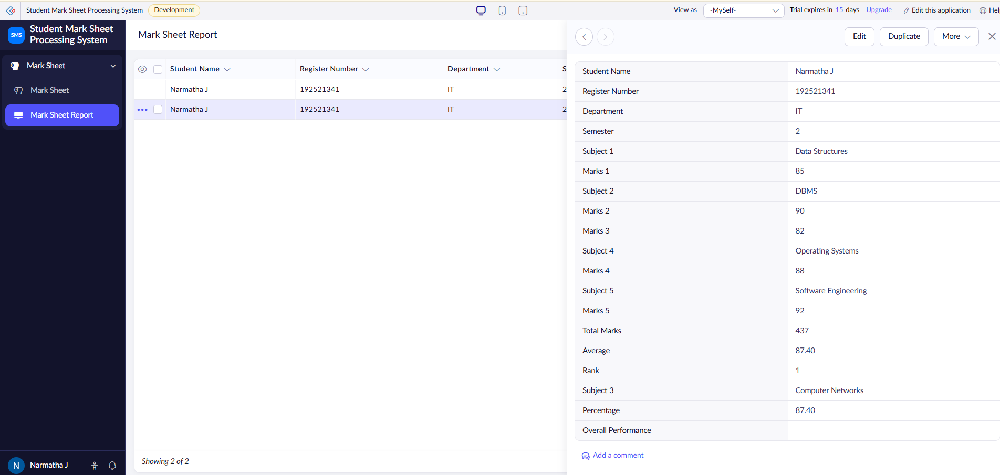 Student Mark Sheet Processing System Development View as -MySelf- Trial expires in 15 days Upgrade Edit this application Hel
SMS Student Mark Sheet
Processing System
Mark Sheet
Mark Sheet
Mark Sheet Report
Narmatha J
N
Mark Sheet Report
Student Name Register Number Department S
Narmatha J 192521341 IT 2
Narmatha J 192521341 IT 2
Showing 2 of 2
Edit Duplicate More
Student Name Narmatha J
Register Number 192521341
Department IT
Semester 2
Subject 1 Data Structures
Marks 1 85
Subject 2 DBMS
Marks 2 90
Marks 3 82
Subject 4 Operating Systems
Marks 4 88
Subject 5 Software Engineering
Marks 5 92
Total Marks 437
Average 87.40
Rank 1
Subject 3 Computer Networks
Percentage 87.40
Overall Performance
Add a comment